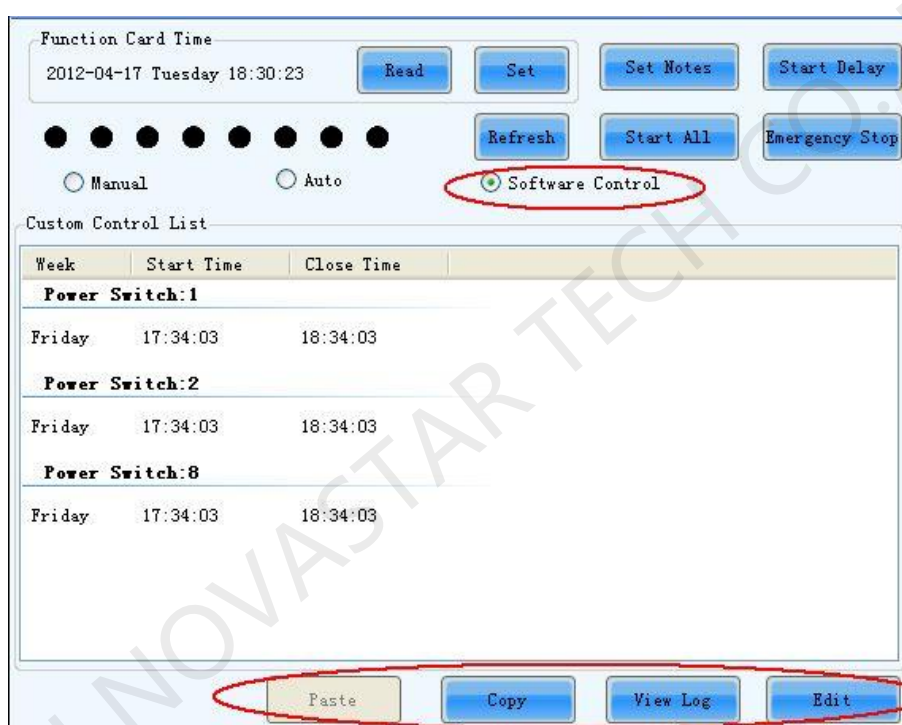 Function Card Time
2012-04-17 Tuesday 18:30:23 Read Set Set Notes Start Delay
Refresh Start All Emergency Stop
Manual Auto Software Control
Custom Control List
Week Start Time Close Time
Power Switch:1
Friday 17:34:03 18:34:03
Power Switch:2
Friday 17:34:03 18:34:03
Power Switch:8
Friday 17:34:03 18:34:03
Paste Copy View Log Edit
NOVASTAR TECH CO.